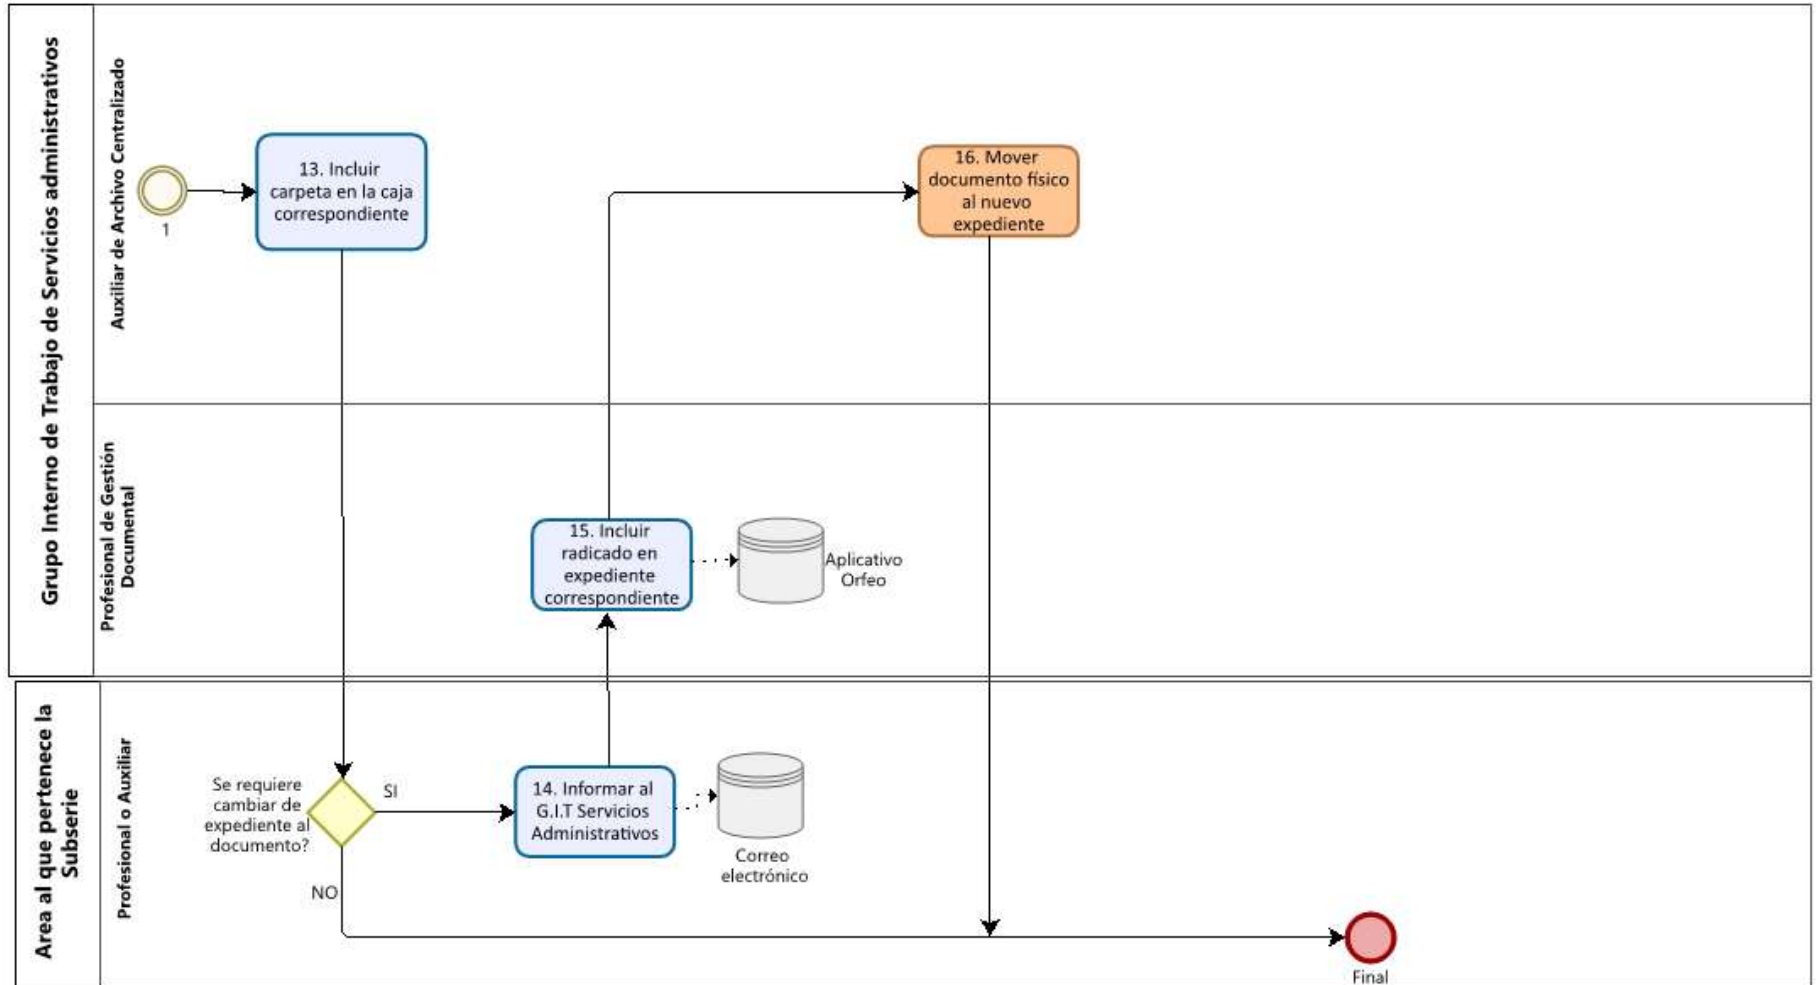 Grupo Interno de Trabajo de Servicios administrativos
Auxiliar de Archivo Centralizado
1
13. Incluir
carpeta en la caja
correspondiente
16. Mover
documento físico
al nuevo
expediente
Profesional de Gestión
Documental
15. Incluir
radicado en
expediente
correspondiente
Aplicativo
Orfeo
Area al que pertenece la
Subserie
Profesional o Auxiliar
Se requiere
cambiar de
expediente al
documento?
SI
NO
14. Informar al
G.I.T Servicios
Administrativos
Correo
electrónico
Final